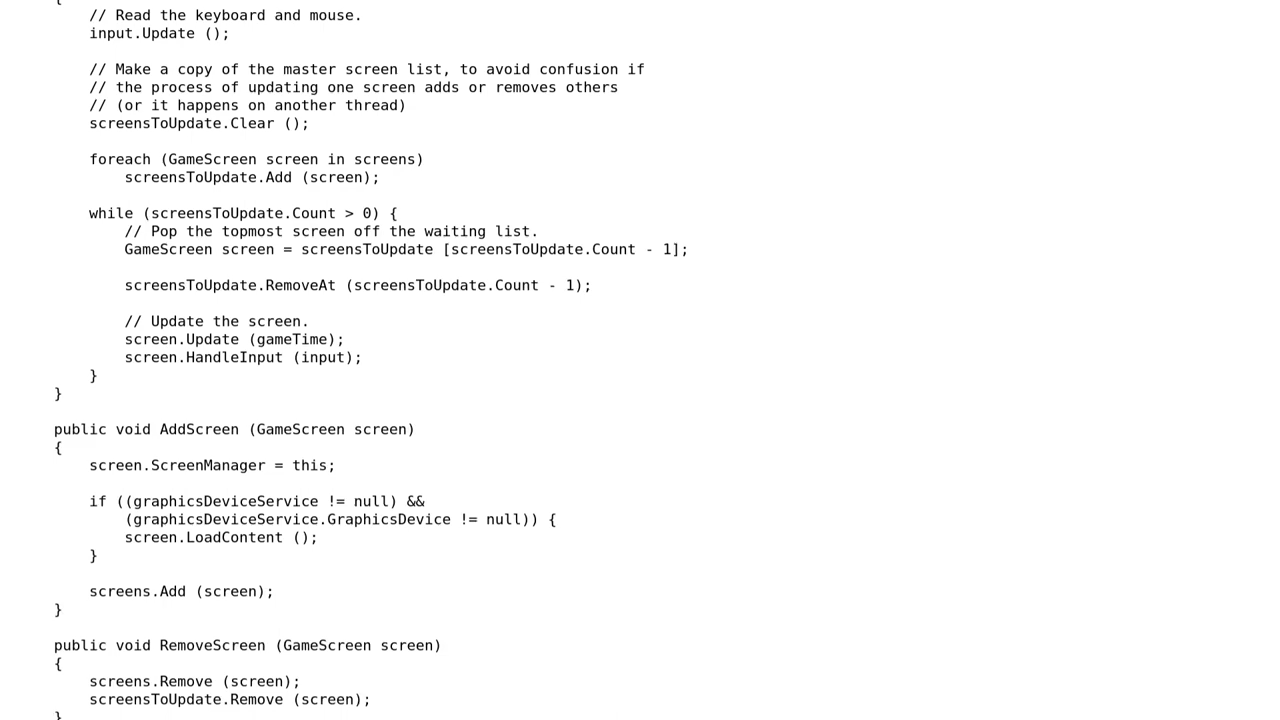 {
// Read the keyboard and mouse.
input.Update ();
// Make a copy of the master screen list, to avoid confusion if
// the process of updating one screen adds or removes others
// (or it happens on another thread)
screensToUpdate.Clear ();
foreach (GameScreen screen in screens)
screensToUpdate.Add (screen);
while (screensToUpdate.Count > 0) {
// Pop the topmost screen off the waiting list.
GameScreen screen = screensToUpdate [screensToUpdate.Count - 1];
screensToUpdate.RemoveAt (screensToUpdate.Count - 1);
// Update the screen.
screen.Update (gameTime);
screen.HandleInput (input);
}
}
public void AddScreen (GameScreen screen)
{
screen.ScreenManager = this;
if ((graphicsDeviceService != null) &&
(graphicsDeviceService.GraphicsDevice != null)) {
screen.LoadContent ();
}
screens.Add (screen);
}
public void RemoveScreen (GameScreen screen)
{
screens.Remove (screen);
screensToUpdate.Remove (screen);
}